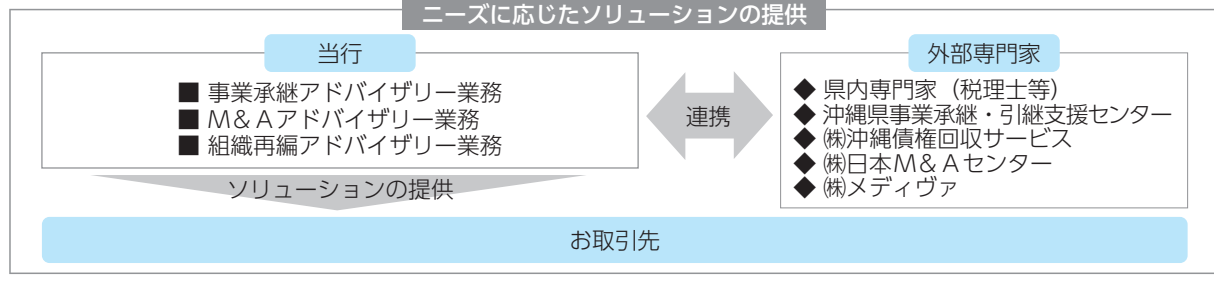 ニーズに応じたソリューションの提供
当行
■ 事業承継アドバイザリー業務
■ M&Aアドバイザリー業務
■ 組織再編アドバイザリー業務
連携
外部専門家
◆ 県内専門家（税理士等）
◆ 沖縄県事業承継・引継支援センター
◆ ㈱沖縄債権回収サービス
◆ ㈱日本M&Aセンター
◆ ㈱メディヴァ
ソリューションの提供
お取引先